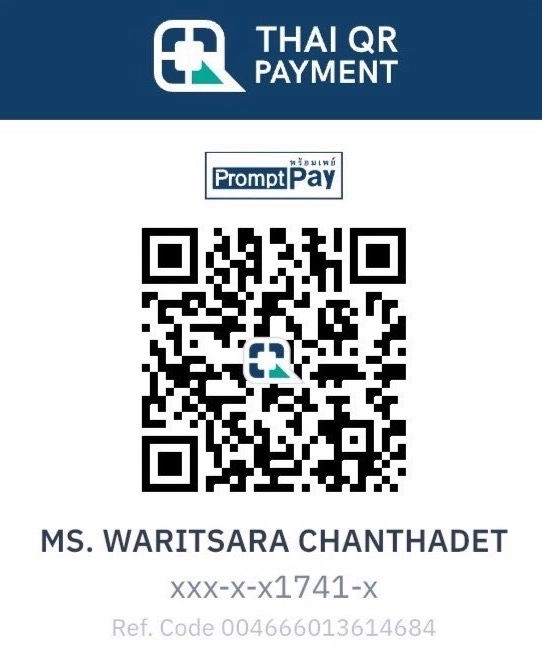 THAI QR
PAYMENT
พร้อมเพย์
PromptPay
MS. WARITSARA CHANTHADET
xxx-x-x1741-x
Ref. Code 004666013614684